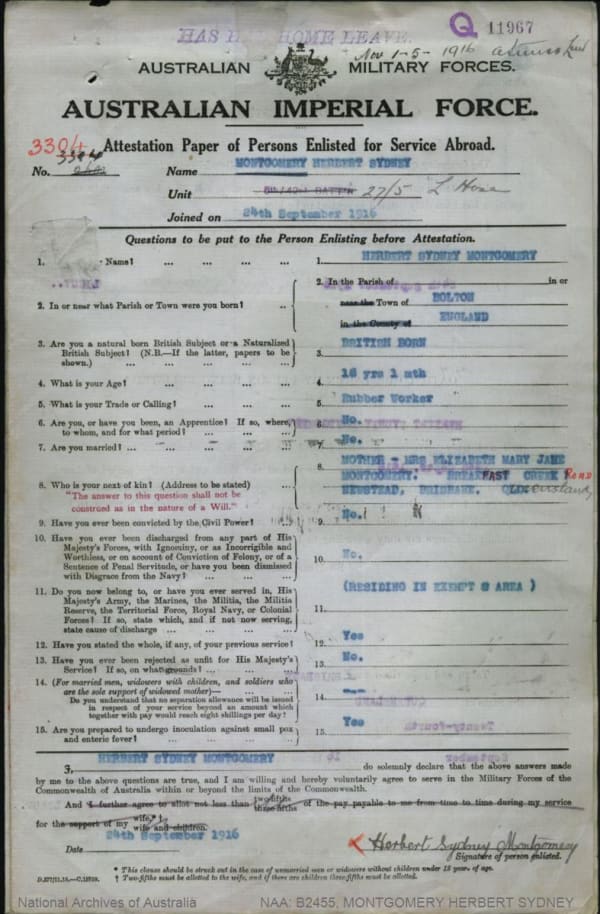 HAS HAD HOME LEAVE.
Q 11967
Nov 1-5-1916
AUSTRALIAN MILITARY FORCES.
AUSTRALIAN IMPERIAL FORCE.
Attestation Paper of Persons Enlisted for Service Abroad.
3304
3304
No. Name MONTGOMERY HERBERT SYDNEY
Unit 27/5 L Horse
Joined on 24th September 1916
Questions to be put to the Person Enlisting before Attestation.
1. Name? ... ... ... ... 1. HERBERT SYDNEY MONTGOMERY
2. In or near what Parish or Town were you born? .. 2. In the Parish of in or
near the Town of BOLTON
in the County of ENGLAND
3. Are you a natural born British Subject or a Naturalized
British Subject? (N.B.—If the latter, papers to be
shown.) ... ... ... ... 3. BRITISH BORN
4. What is your Age? ... ... ... 4. 18 yrs 1 mth
5. What is your Trade or Calling? ... ... ... 5. Rubber Worker
6. Are you, or have you been, an Apprentice? If so, where,
to whom, and for what period? ... ... ... 6. No.
7. Are you married? ... ... ... ... 7. No.
8. Who is your next of kin? (Address to be stated) ...
"The answer to this question shall not be
construed as in the nature of a Will."
8. MOTHER - MRS ELIZABETH MARY JANE
MONTGOMERY. BREAKFAST CREEK Road
NEWSTEAD, BRISBANE. Queensland,
9. Have you ever been convicted by the Civil Power? 9. No.
10. Have you ever been discharged from any part of His
Majesty's Forces, with Ignominy, or as Incorrigible and
Worthless, or on account of Conviction of Felony, or of a
Sentence of Penal Servitude, or have you been dismissed
with Disgrace from the Navy? ... ... ... 10. No.
11. Do you now belong to, or have you ever served in, His
Majesty's Army, the Marines, the Militia, the Militia
Reserve, the Territorial Force, Royal Navy, or Colonial
Forces? If so, state which, and if not now serving,
state cause of discharge ... ... ... ... 11. (RESIDING IN EXEMPT AREA )
12. Have you stated the whole, if any, of your previous service? 12. Yes
13. Have you ever been rejected as unfit for His Majesty's
Service? If so, on what grounds? ... ... ... 13. No.
14. (For married men, widowers with children, and soldiers who
are the sole support of widowed mother)—
Do you understand that no separation allowance will be issued
in respect of your service beyond an amount which
together with pay would reach eight shillings per day? 14. ---
15. Are you prepared to undergo inoculation against small pox
and enteric fever? ... ... ... ... 15. Yes
I, HERBERT SYDNEY MONTGOMERY do solemnly declare that the above answers made
by me to the above questions are true, and I am willing and hereby voluntarily agree to serve in the Military Forces of the
Commonwealth of Australia within or beyond the limits of the Commonwealth.
And I further agree to allot not less than two-fifths three-fifths of the pay payable to me from time to time during my service
for the support of my wife,*† wife and children.
Date 24th September 1916
Herbert Sydney Montgomery
Signature of person enlisted.
* This clause should be struck out in the case of unmarried men or widowers without children under 18 years of age.
† Two-fifths must be allotted to the wife, and if there are children three-fifths must be allotted.
National Archives of Australia NAA: B2455, MONTGOMERY HERBERT SYDNEY